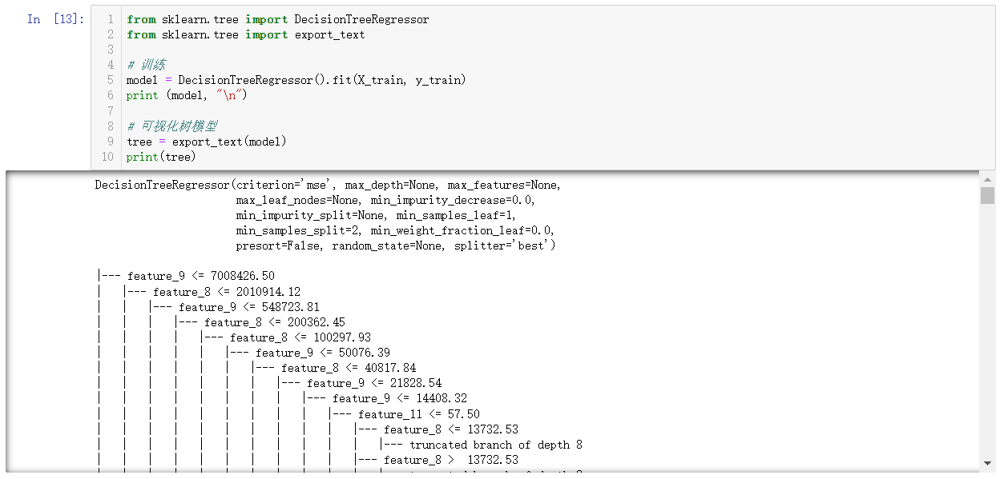 In [13]:
1 from sklearn.tree import DecisionTreeRegressor
2 from sklearn.tree import export_text
3
4 # 训练
5 model = DecisionTreeRegressor().fit(X_train, y_train)
6 print (model, "\n")
7
8 # 可视化树模型
9 tree = export_text(model)
10 print(tree)
DecisionTreeRegressor(criterion='mse', max_depth=None, max_features=None,
                      max_leaf_nodes=None, min_impurity_decrease=0.0,
                      min_impurity_split=None, min_samples_leaf=1,
                      min_samples_split=2, min_weight_fraction_leaf=0.0,
                      presort=False, random_state=None, splitter='best')
|--- feature_9 <= 7008426.50
|   |--- feature_8 <= 2010914.12
|   |   |--- feature_9 <= 548723.81
|   |   |   |--- feature_8 <= 200362.45
|   |   |   |   |--- feature_8 <= 100297.93
|   |   |   |   |   |--- feature_9 <= 50076.39
|   |   |   |   |   |   |--- feature_8 <= 40817.84
|   |   |   |   |   |   |   |--- feature_9 <= 21828.54
|   |   |   |   |   |   |   |   |--- feature_9 <= 14408.32
|   |   |   |   |   |   |   |   |   |--- feature_11 <= 57.50
|   |   |   |   |   |   |   |   |   |   |--- feature_8 <= 13732.53
|   |   |   |   |   |   |   |   |   |   |   |--- truncated branch of depth 8
|   |   |   |   |   |   |   |   |   |   |--- feature_8 >  13732.53